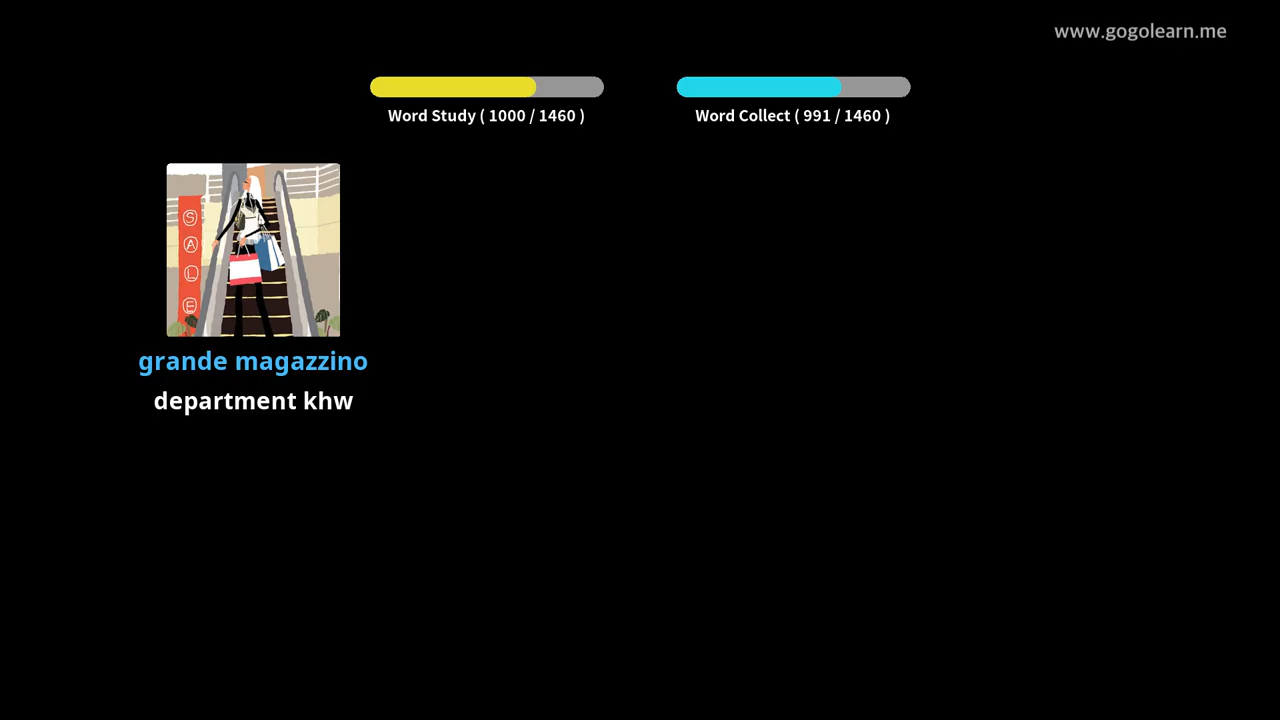 www.gogolearn.me
Word Study ( 1000 / 1460 )
Word Collect ( 991 / 1460 )
S
A
L
E
grande magazzino
department khw